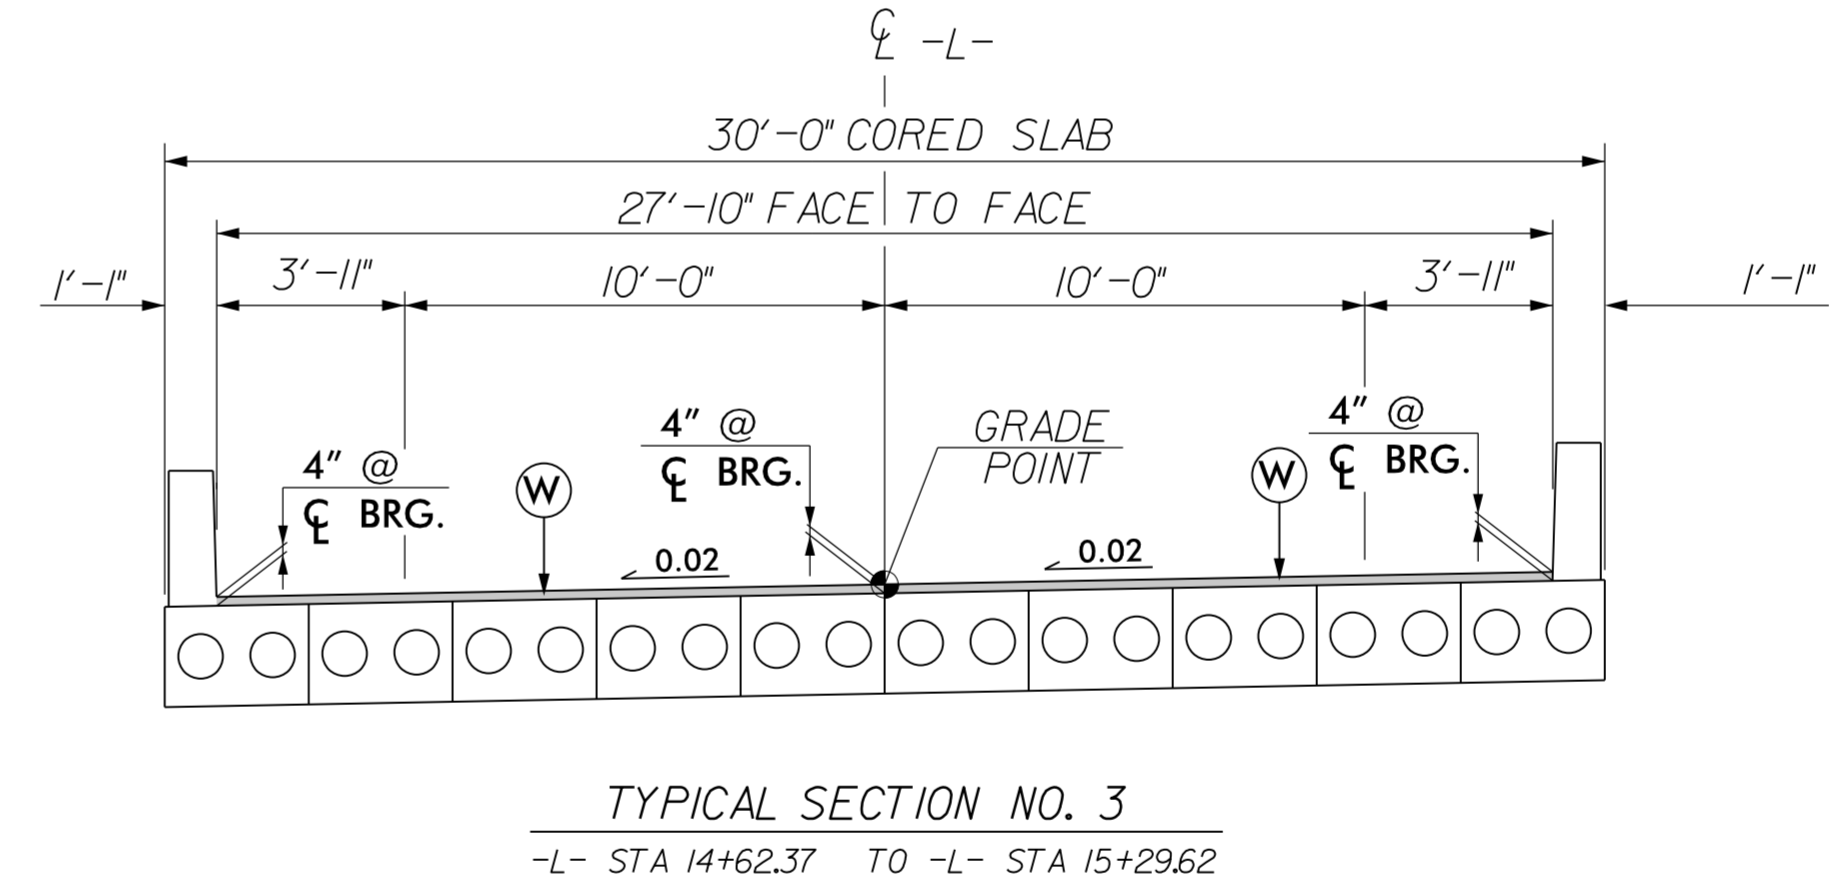 ℄ -L-
30'-0" CORED SLAB
27'-10" FACE TO FACE
1'-1" 3'-11" 10'-0" 10'-0" 3'-11" 1'-1"
4" @
℄ BRG.
W
4" @
℄ BRG.
GRADE
POINT
W
4" @
℄ BRG.
0.02
0.02
TYPICAL SECTION NO. 3
-L- STA 14+62.37 TO -L- STA 15+29.62